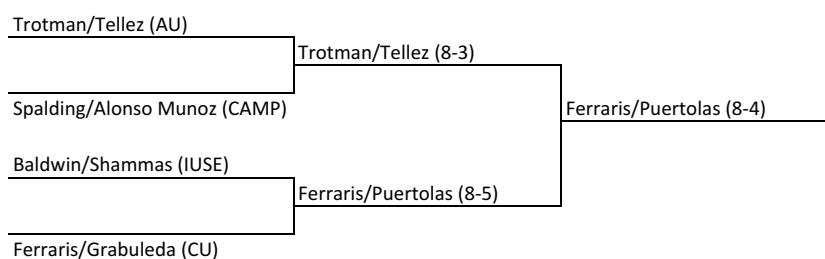 Trotman/Tellez (AU)
Trotman/Tellez (8-3)
Spalding/Alonso Munoz (CAMP)
Ferraris/Puertolas (8-4)
Baldwin/Shammas (IUSE)
Ferraris/Puertolas (8-5)
Ferraris/Grabuleda (CU)